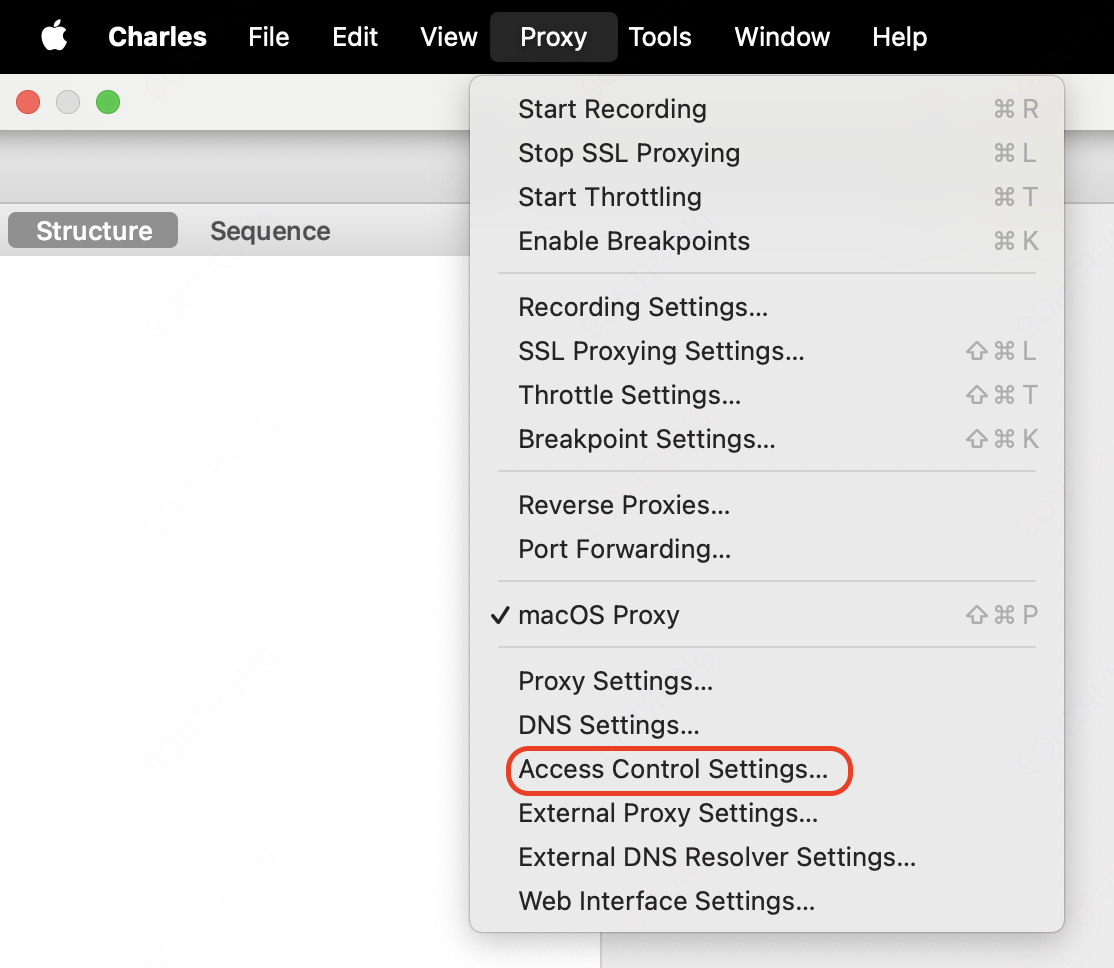 Charles File Edit View Proxy Tools Window Help
Structure Sequence
Start Recording ⌘ R
Stop SSL Proxying ⌘ L
Start Throttling ⌘ T
Enable Breakpoints ⌘ K
Recording Settings...
SSL Proxying Settings... ⇧ ⌘ L
Throttle Settings... ⇧ ⌘ T
Breakpoint Settings... ⇧ ⌘ K
Reverse Proxies...
Port Forwarding...
✓ macOS Proxy ⇧ ⌘ P
Proxy Settings...
DNS Settings...
Access Control Settings...
External Proxy Settings...
External DNS Resolver Settings...
Web Interface Settings...